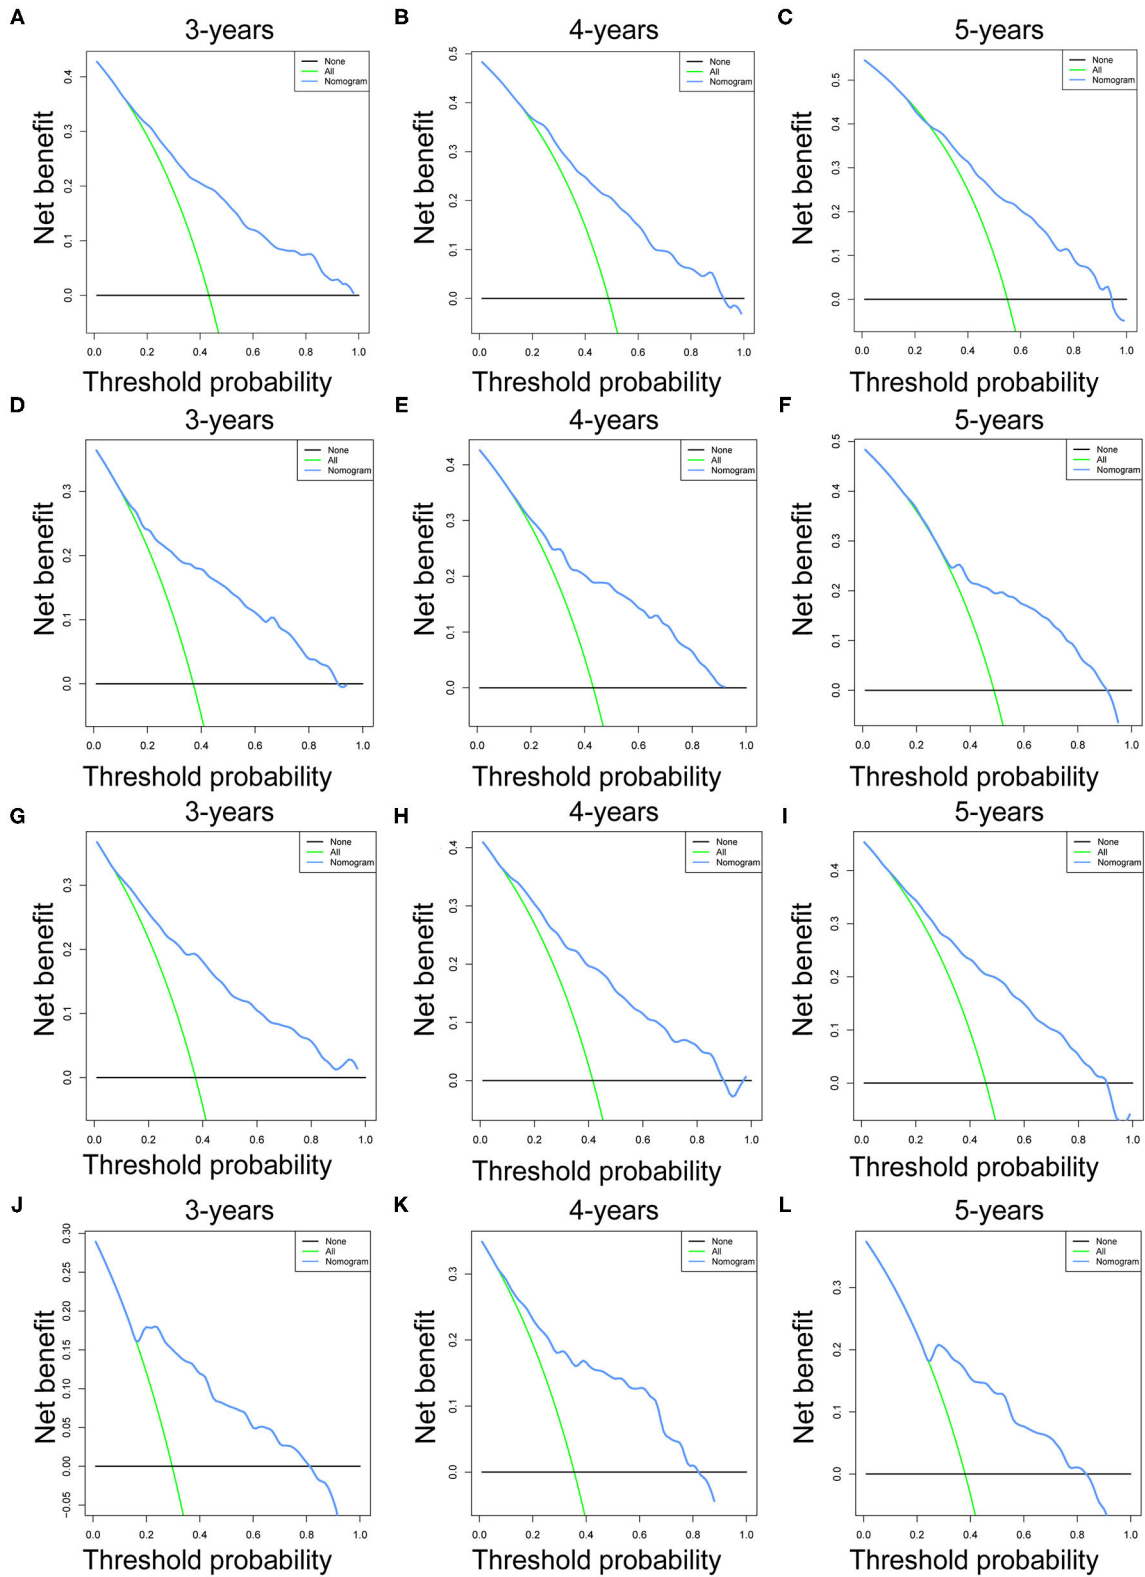 A
3-years
None
All
Nomogram
Net benefit
0.4
0.3
0.2
0.1
0.0
0.0 0.2 0.4 0.6 0.8 1.0
Threshold probability
B
4-years
None
All
Nomogram
Net benefit
0.5
0.4
0.3
0.2
0.1
0.0
0.0 0.2 0.4 0.6 0.8 1.0
Threshold probability
C
5-years
None
All
Nomogram
Net benefit
0.5
0.4
0.3
0.2
0.1
0.0
0.0 0.2 0.4 0.6 0.8 1.0
Threshold probability
D
3-years
None
All
Nomogram
Net benefit
0.3
0.2
0.1
0.0
0.0 0.2 0.4 0.6 0.8 1.0
Threshold probability
E
4-years
None
All
Nomogram
Net benefit
0.4
0.3
0.2
0.1
0.0
0.0 0.2 0.4 0.6 0.8 1.0
Threshold probability
F
5-years
None
All
Nomogram
Net benefit
0.5
0.4
0.3
0.2
0.1
0.0
0.0 0.2 0.4 0.6 0.8 1.0
Threshold probability
G
3-years
None
All
Nomogram
Net benefit
0.3
0.2
0.1
0.0
0.0 0.2 0.4 0.6 0.8 1.0
Threshold probability
H
4-years
None
All
Nomogram
Net benefit
0.4
0.3
0.2
0.1
0.0
0.0 0.2 0.4 0.6 0.8 1.0
Threshold probability
I
5-years
None
All
Nomogram
Net benefit
0.4
0.3
0.2
0.1
0.0
0.0 0.2 0.4 0.6 0.8 1.0
Threshold probability
J
3-years
None
All
Nomogram
Net benefit
0.30
0.25
0.20
0.15
0.10
0.05
0.00
−0.05
0.0 0.2 0.4 0.6 0.8 1.0
Threshold probability
K
4-years
None
All
Nomogram
Net benefit
0.3
0.2
0.1
0.0
0.0 0.2 0.4 0.6 0.8 1.0
Threshold probability
L
5-years
None
All
Nomogram
Net benefit
0.3
0.2
0.1
0.0
0.0 0.2 0.4 0.6 0.8 1.0
Threshold probability